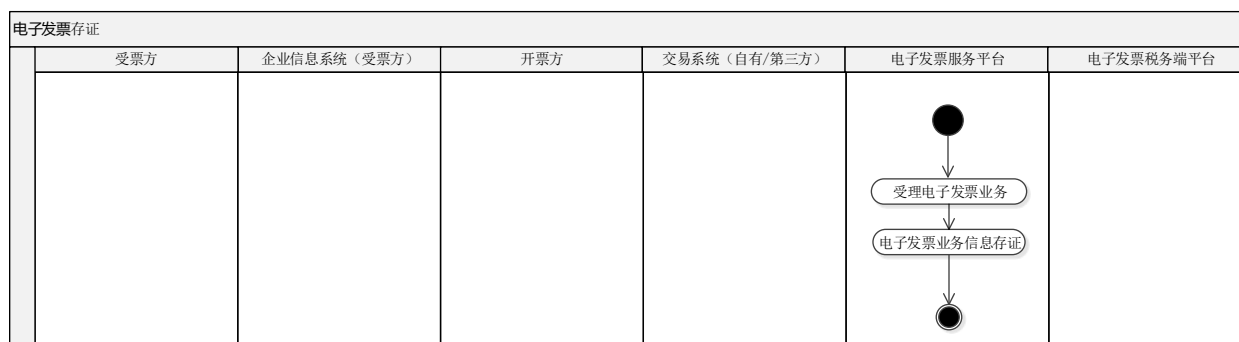 电子发票存证
受票方
企业信息系统（受票方）
开票方
交易系统（自有/第三方）
电子发票服务平台
电子发票税务端平台
受理电子发票业务
电子发票业务信息存证